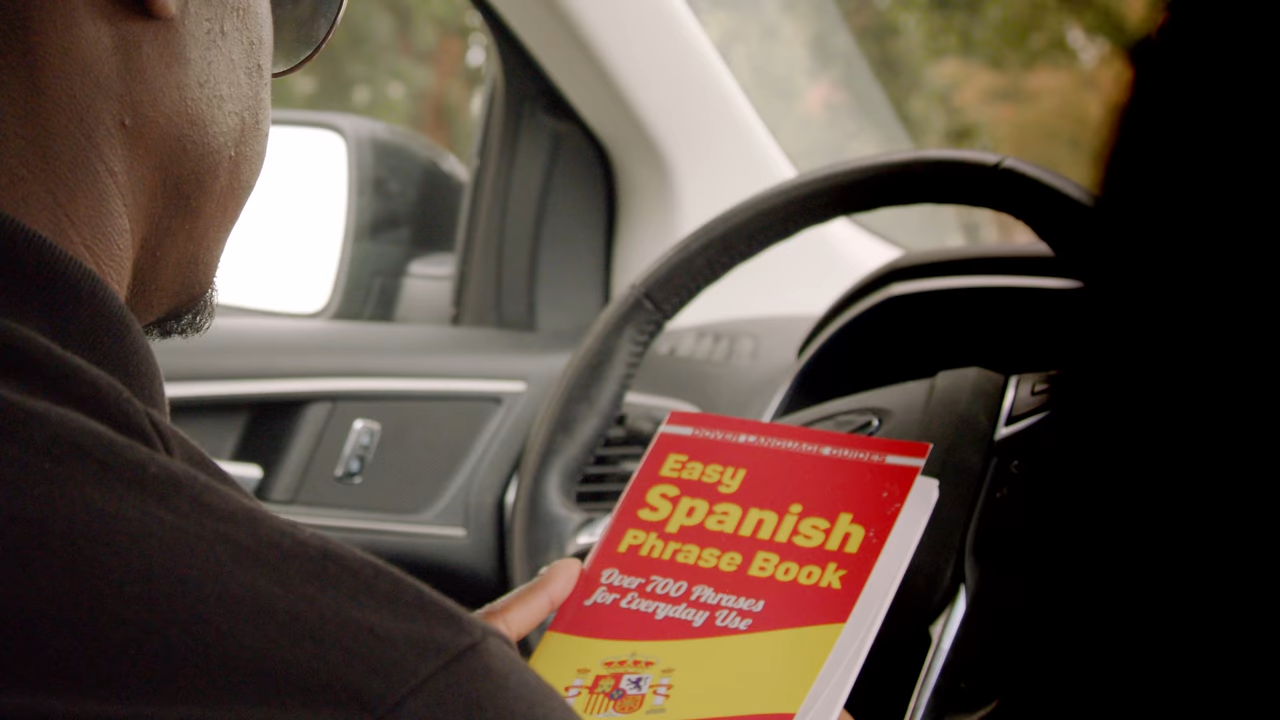 DOVER LANGUAGE GUIDES
Easy
Spanish
Phrase Book
Over 700 Phrases
for Everyday Use